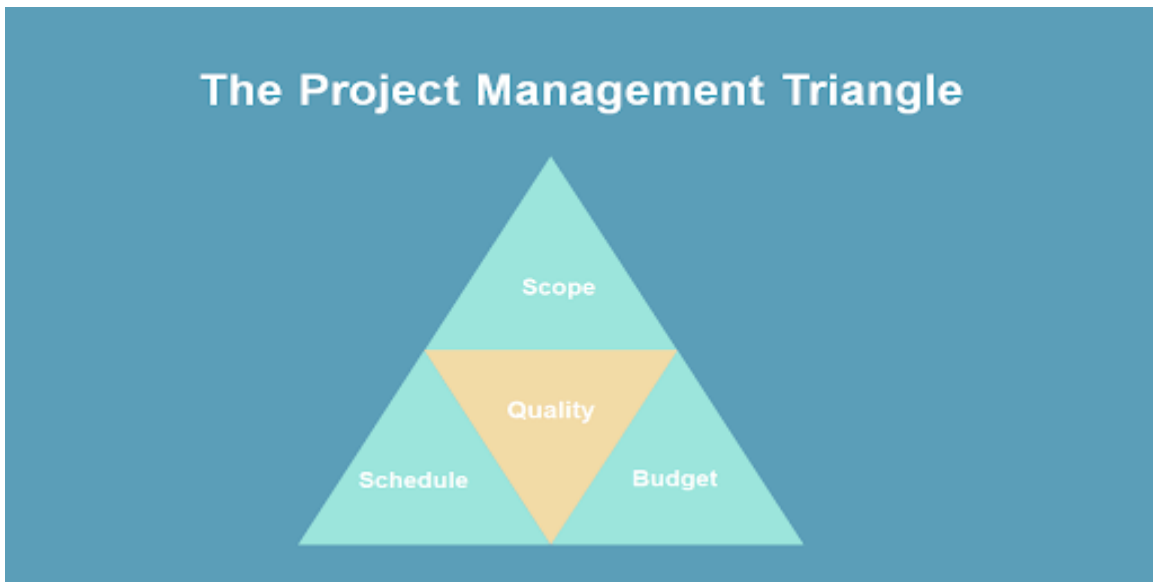 The Project Management Triangle
Scope
Quality
Schedule
Budget